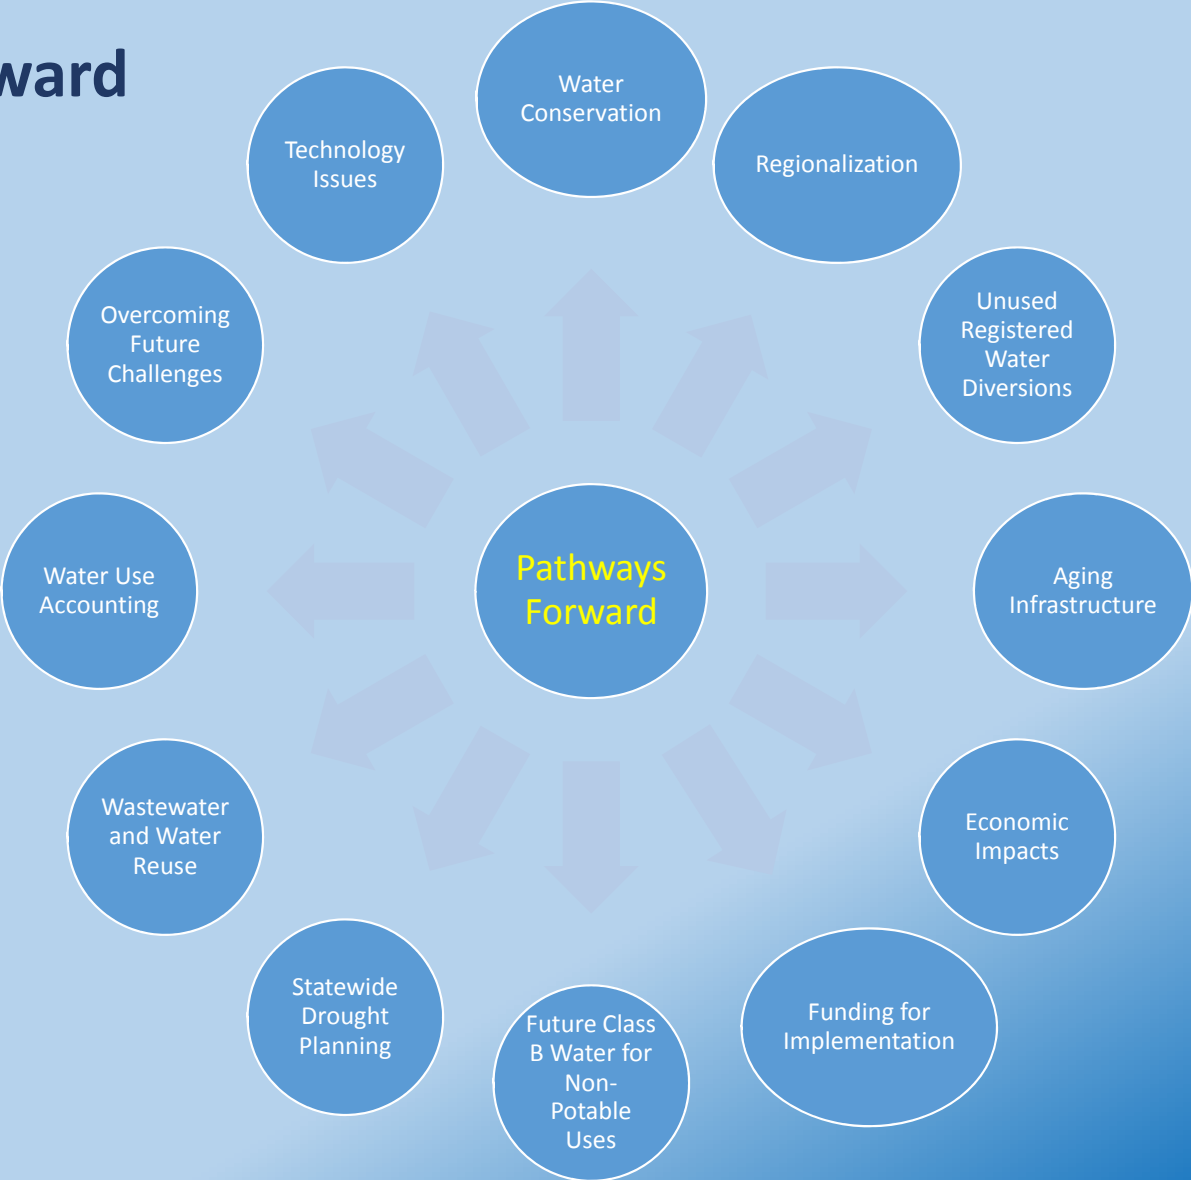 ward
Water
Conservation
Regionalization
Unused
Registered
Water
Diversions
Aging
Infrastructure
Economic
Impacts
Funding for
Implementation
Future Class
B Water for
Non-
Potable
Uses
Statewide
Drought
Planning
Wastewater
and Water
Reuse
Water Use
Accounting
Overcoming
Future
Challenges
Technology
Issues
Pathways
Forward